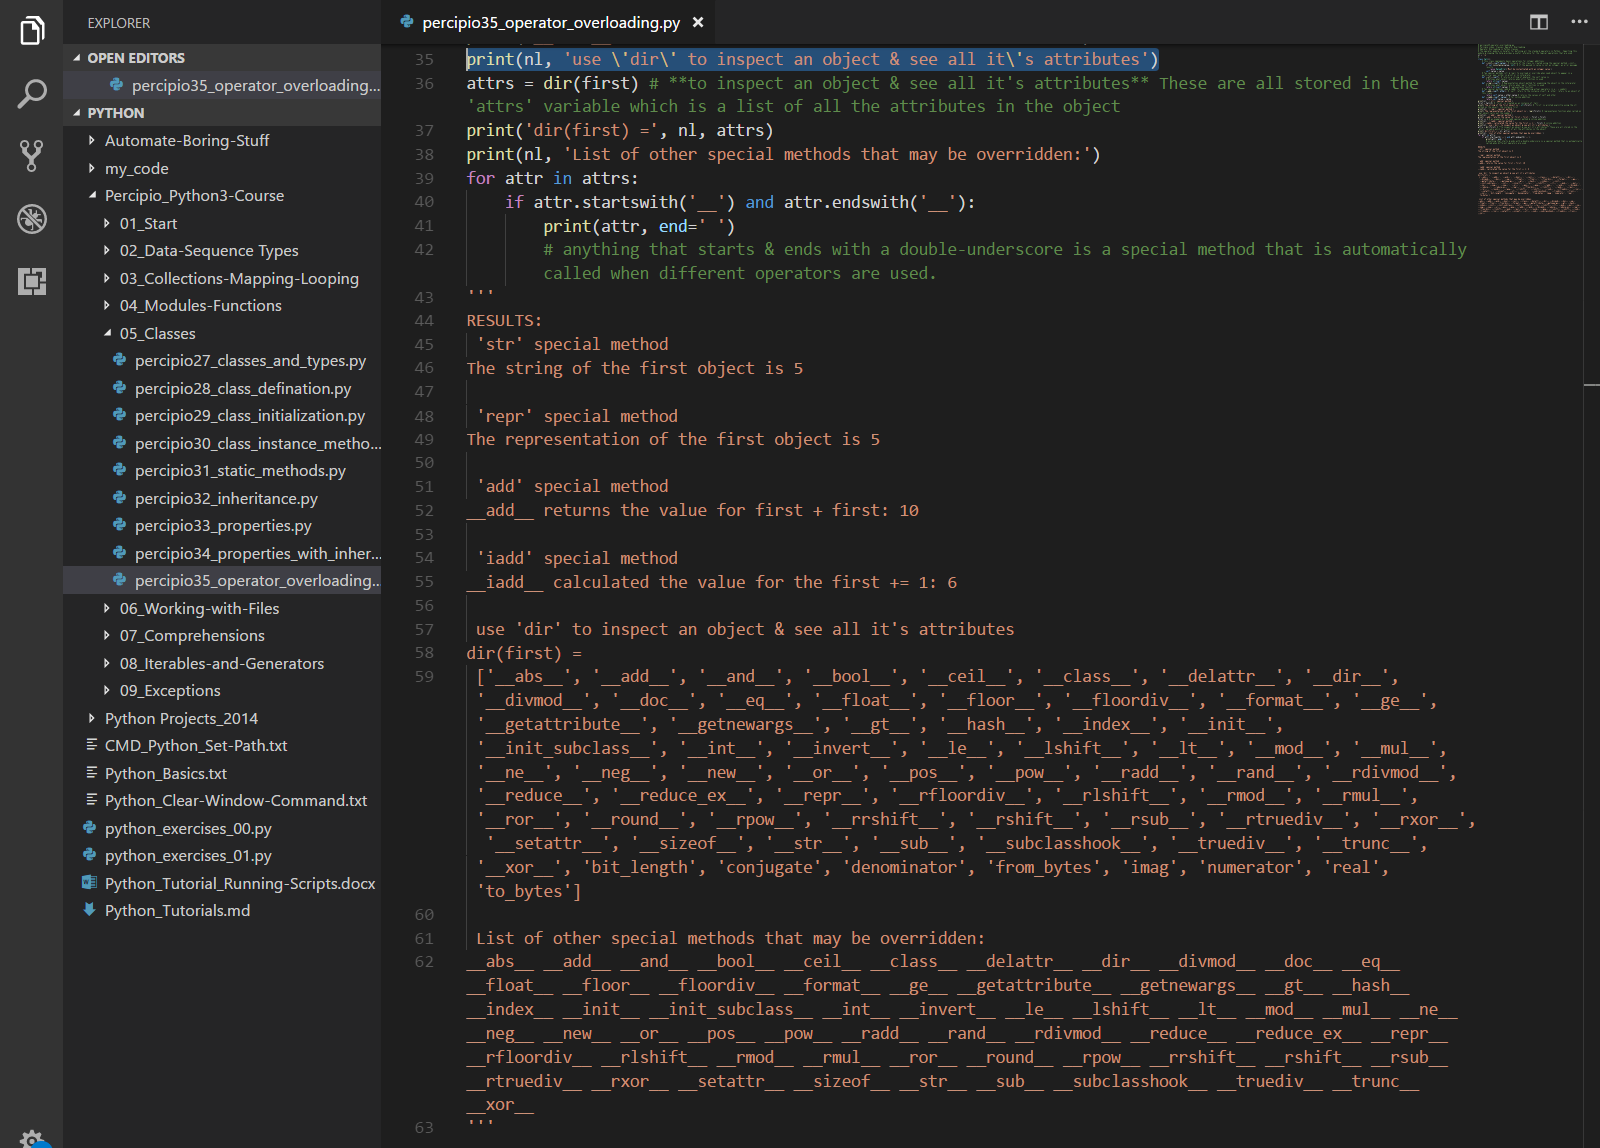 EXPLORER
OPEN EDITORS
percipio35_operator_overloading...
PYTHON
Automate-Boring-Stuff
my_code
Percipio_Python3-Course
01_Start
02_Data-Sequence Types
03_Collections-Mapping-Looping
04_Modules-Functions
05_Classes
percipio27_classes_and_types.py
percipio28_class_defination.py
percipio29_class_initialization.py
percipio30_class_instance_metho...
percipio31_static_methods.py
percipio32_inheritance.py
percipio33_properties.py
percipio34_properties_with_inher...
percipio35_operator_overloading...
06_Working-with-Files
07_Comprehensions
08_Iterables-and-Generators
09_Exceptions
Python Projects_2014
CMD_Python_Set-Path.txt
Python_Basics.txt
Python_Clear-Window-Command.txt
python_exercises_00.py
python_exercises_01.py
Python_Tutorial_Running-Scripts.docx
Python_Tutorials.md
percipio35_operator_overloading.py
35 print(nl, 'use \'dir\' to inspect an object & see all it\'s attributes')
36 attrs = dir(first) # **to inspect an object & see all it's attributes** These are all stored in the
'attrs' variable which is a list of all the attributes in the object
37 print('dir(first) =', nl, attrs)
38 print(nl, 'List of other special methods that may be overridden:')
39 for attr in attrs:
40 if attr.startswith('__') and attr.endswith('__'):
41 print(attr, end=' ')
42 # anything that starts & ends with a double-underscore is a special method that is automatically
called when different operators are used.
43 '''
44 RESULTS:
45 'str' special method
46 The string of the first object is 5
47
48 'repr' special method
49 The representation of the first object is 5
50
51 'add' special method
52 __add__ returns the value for first + first: 10
53
54 'iadd' special method
55 __iadd__ calculated the value for the first += 1: 6
56
57 use 'dir' to inspect an object & see all it's attributes
58 dir(first) =
59 ['__abs__', '__add__', '__and__', '__bool__', '__ceil__', '__class__', '__delattr__', '__dir__',
'__divmod__', '__doc__', '__eq__', '__float__', '__floor__', '__floordiv__', '__format__', '__ge__',
'__getattribute__', '__getnewargs__', '__gt__', '__hash__', '__index__', '__init__',
'__init_subclass__', '__int__', '__invert__', '__le__', '__lshift__', '__lt__', '__mod__', '__mul__',
'__ne__', '__neg__', '__new__', '__or__', '__pos__', '__pow__', '__radd__', '__rand__', '__rdivmod__',
'__reduce__', '__reduce_ex__', '__repr__', '__rfloordiv__', '__rlshift__', '__rmod__', '__rmul__',
'__ror__', '__round__', '__rpow__', '__rrshift__', '__rshift__', '__rsub__', '__rtruediv__', '__rxor__',
'__setattr__', '__sizeof__', '__str__', '__sub__', '__subclasshook__', '__truediv__', '__trunc__',
'__xor__', 'bit_length', 'conjugate', 'denominator', 'from_bytes', 'imag', 'numerator', 'real',
'to_bytes']
60
61 List of other special methods that may be overridden:
62 __abs__ __add__ __and__ __bool__ __ceil__ __class__ __delattr__ __dir__ __divmod__ __doc__ __eq__
__float__ __floor__ __floordiv__ __format__ __ge__ __getattribute__ __getnewargs__ __gt__ __hash__
__index__ __init__ __init_subclass__ __int__ __invert__ __le__ __lshift__ __lt__ __mod__ __mul__ __ne__
__neg__ __new__ __or__ __pos__ __pow__ __radd__ __rand__ __rdivmod__ __reduce__ __reduce_ex__ __repr__
__rfloordiv__ __rlshift__ __rmod__ __rmul__ __ror__ __round__ __rpow__ __rrshift__ __rshift__ __rsub__
__rtruediv__ __rxor__ __setattr__ __sizeof__ __str__ __sub__ __subclasshook__ __truediv__ __trunc__
__xor__
63 '''